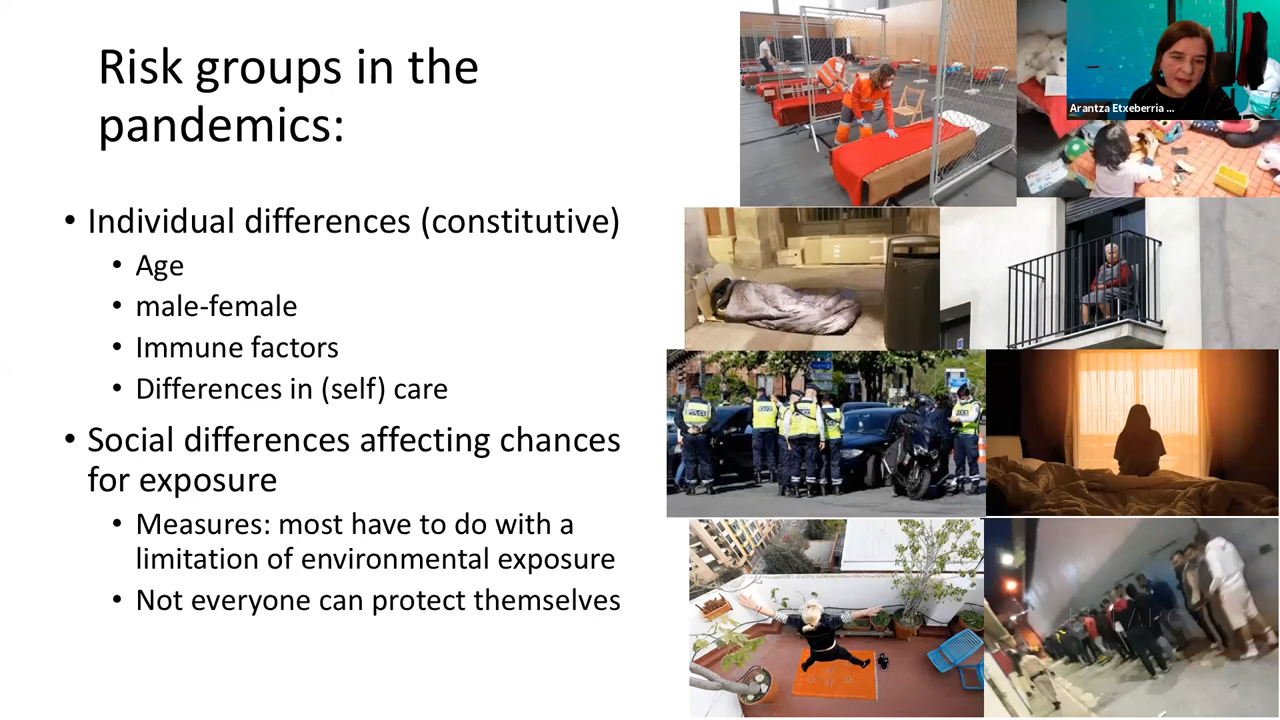 Risk groups in the
pandemics:
• Individual differences (constitutive)
• Age
• male-female
• Immune factors
• Differences in (self) care
• Social differences affecting chances
for exposure
• Measures: most have to do with a
limitation of environmental exposure
• Not everyone can protect themselves
Arantza Etxeberria ...